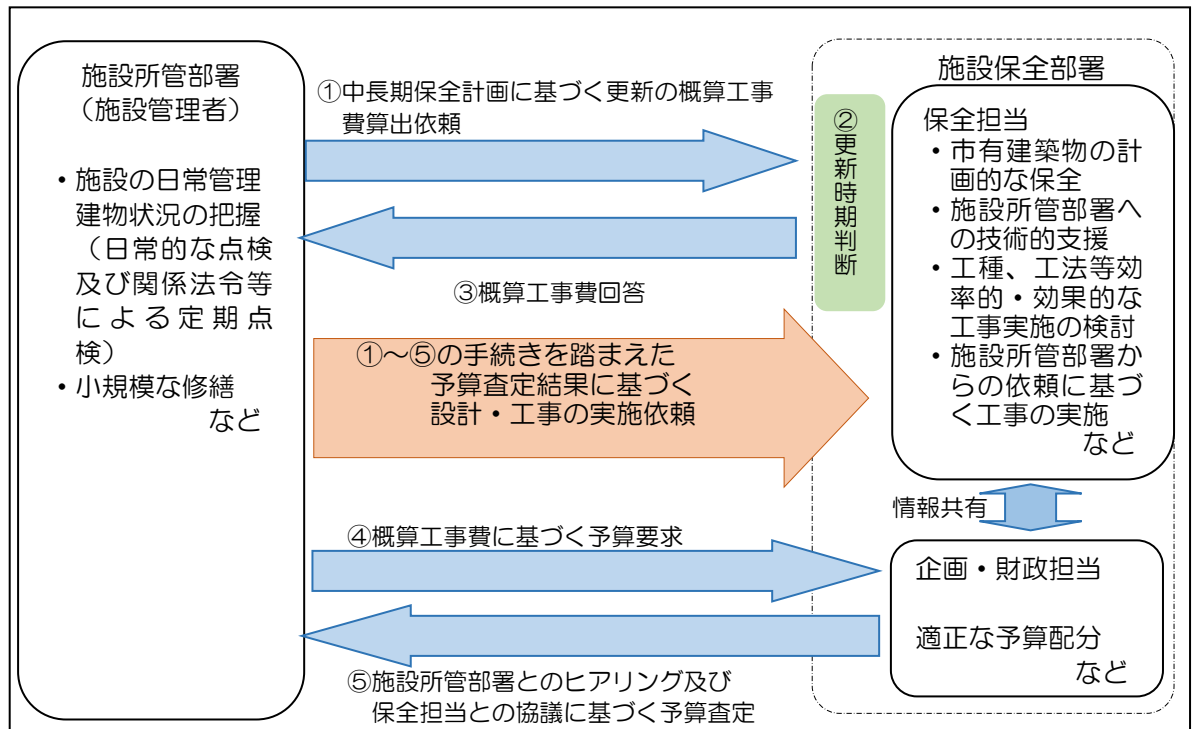 施設所管部署
（施設管理者）
・施設の日常管理
建物状況の把握
（日常的な点検
及び関係法令等
による定期点
検）
・小規模な修繕
など
①中長期保全計画に基づく更新の概算工事
費算出依頼
③概算工事費回答
①～⑤の手続きを踏まえた
予算査定結果に基づく
設計・工事の実施依頼
④概算工事費に基づく予算要求
⑤施設所管部署とのヒアリング及び
保全担当との協議に基づく予算査定
施設保全部署
②更新時期判断
保全担当
・市有建築物の計
画的な保全
・施設所管部署へ
の技術的支援
・工種、工法等効
率的・効果的な
工事実施の検討
・施設所管部署か
らの依頼に基づ
く工事の実施
など
情報共有
企画・財政担当
適正な予算配分
など